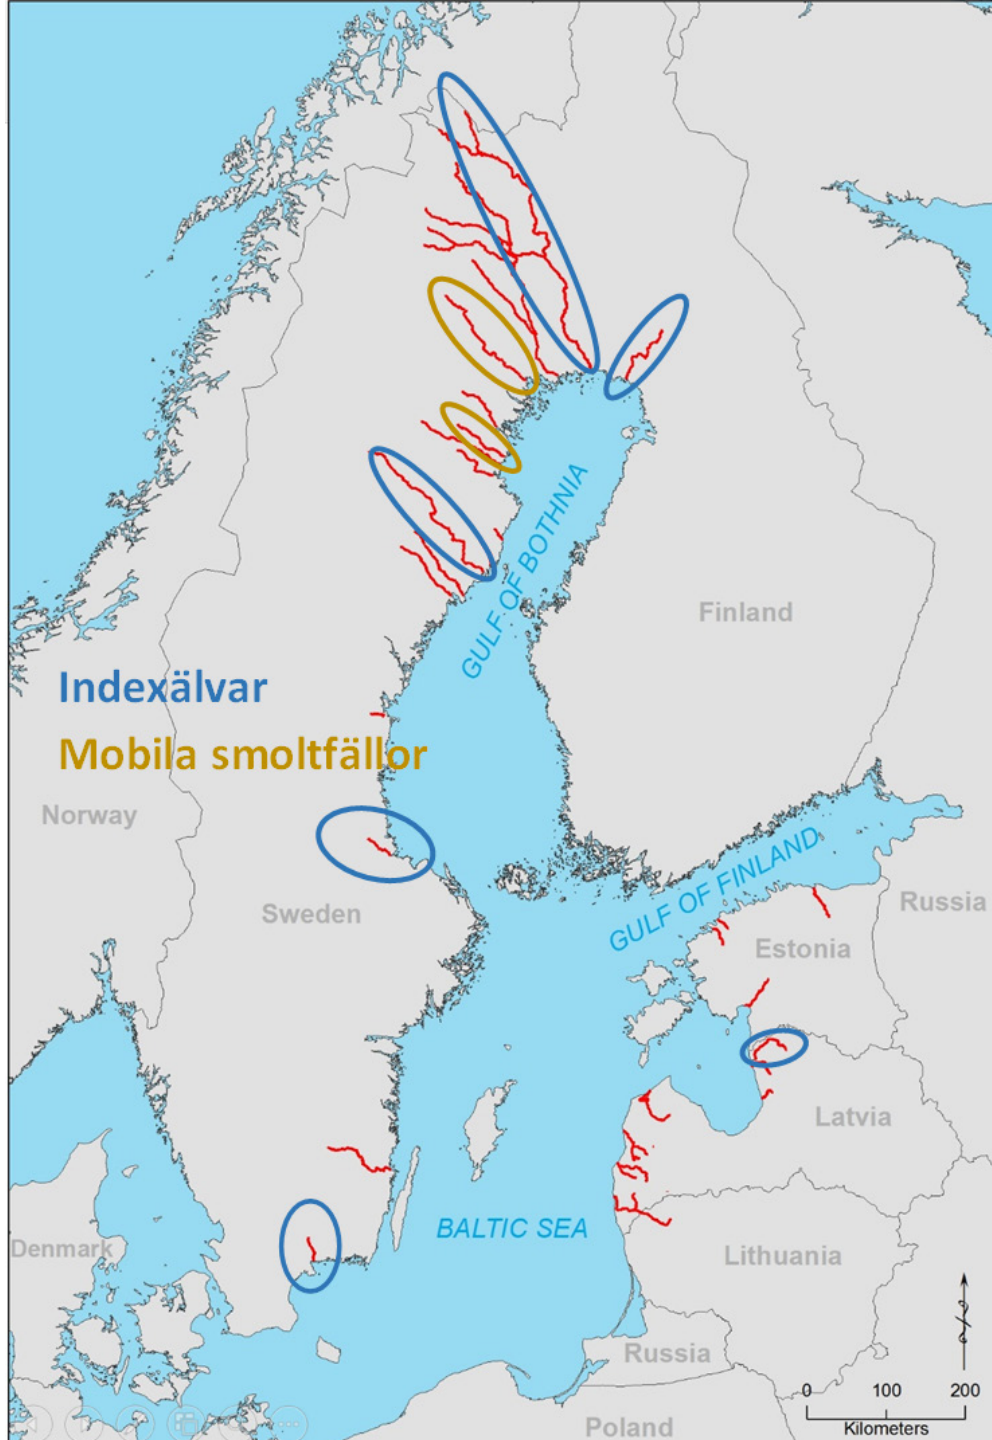 GULF OF BOTHNIA
Finland
Indexälvar
Mobila smoltfällor
Norway
Sweden
GULF OF FINLAND
Russia
Estonia
Latvia
BALTIC SEA
Denmark
Lithuania
Russia
Poland
0 100 200
Kilometers